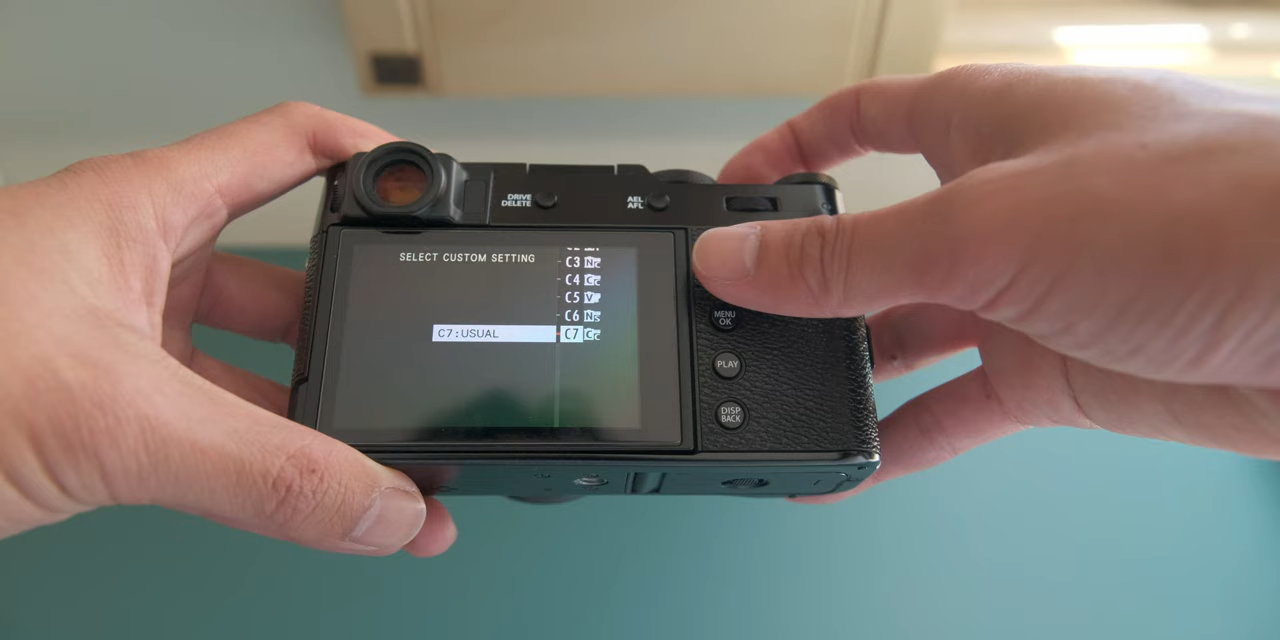 DRIVE
DELETE
AEL
AFL
SELECT CUSTOM SETTING
C3
C4
C5
C6
C7:USUAL C7
MENU
OK
PLAY
DISP
BACK